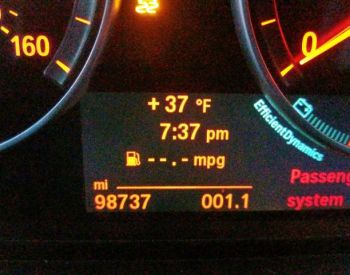 160
0
+ 37 °F
7:37 pm
--.- mpg
EfficientDynamics
mi
98737 001.1
Passeng
system